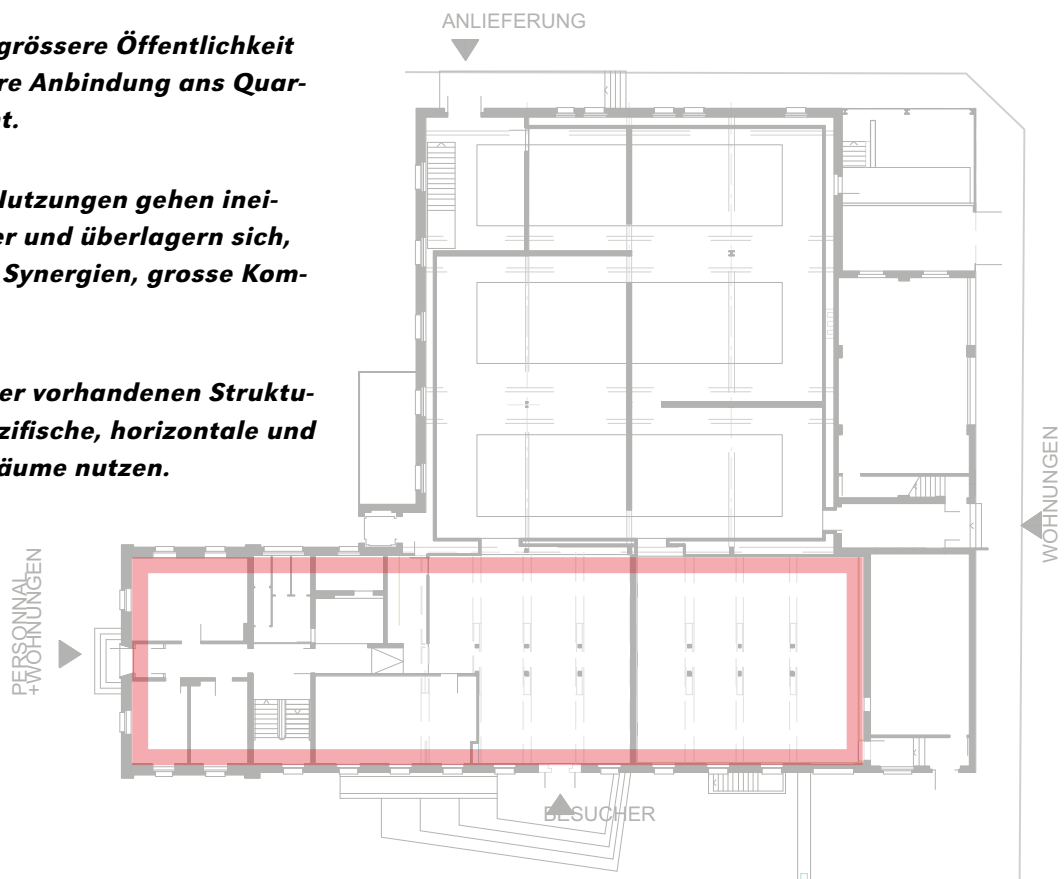 ANLIEFERUNG
grössere Öffentlichkeit
re Anbindung ans Quar-
t.
Nutzungen gehen inei-
er und überlagern sich,
Synergien, grosse Kom-
er vorhandenen Struktu-
zifische, horizontale und
äume nutzen.
WOHNUNGEN
PERSONNAL
+WOHNUNGEN
BESUCHER